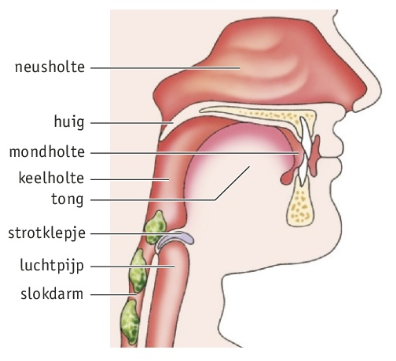 neusholte
huig
mondholte
keelholte
tong
strotklepje
luchtpijp
slokdarm